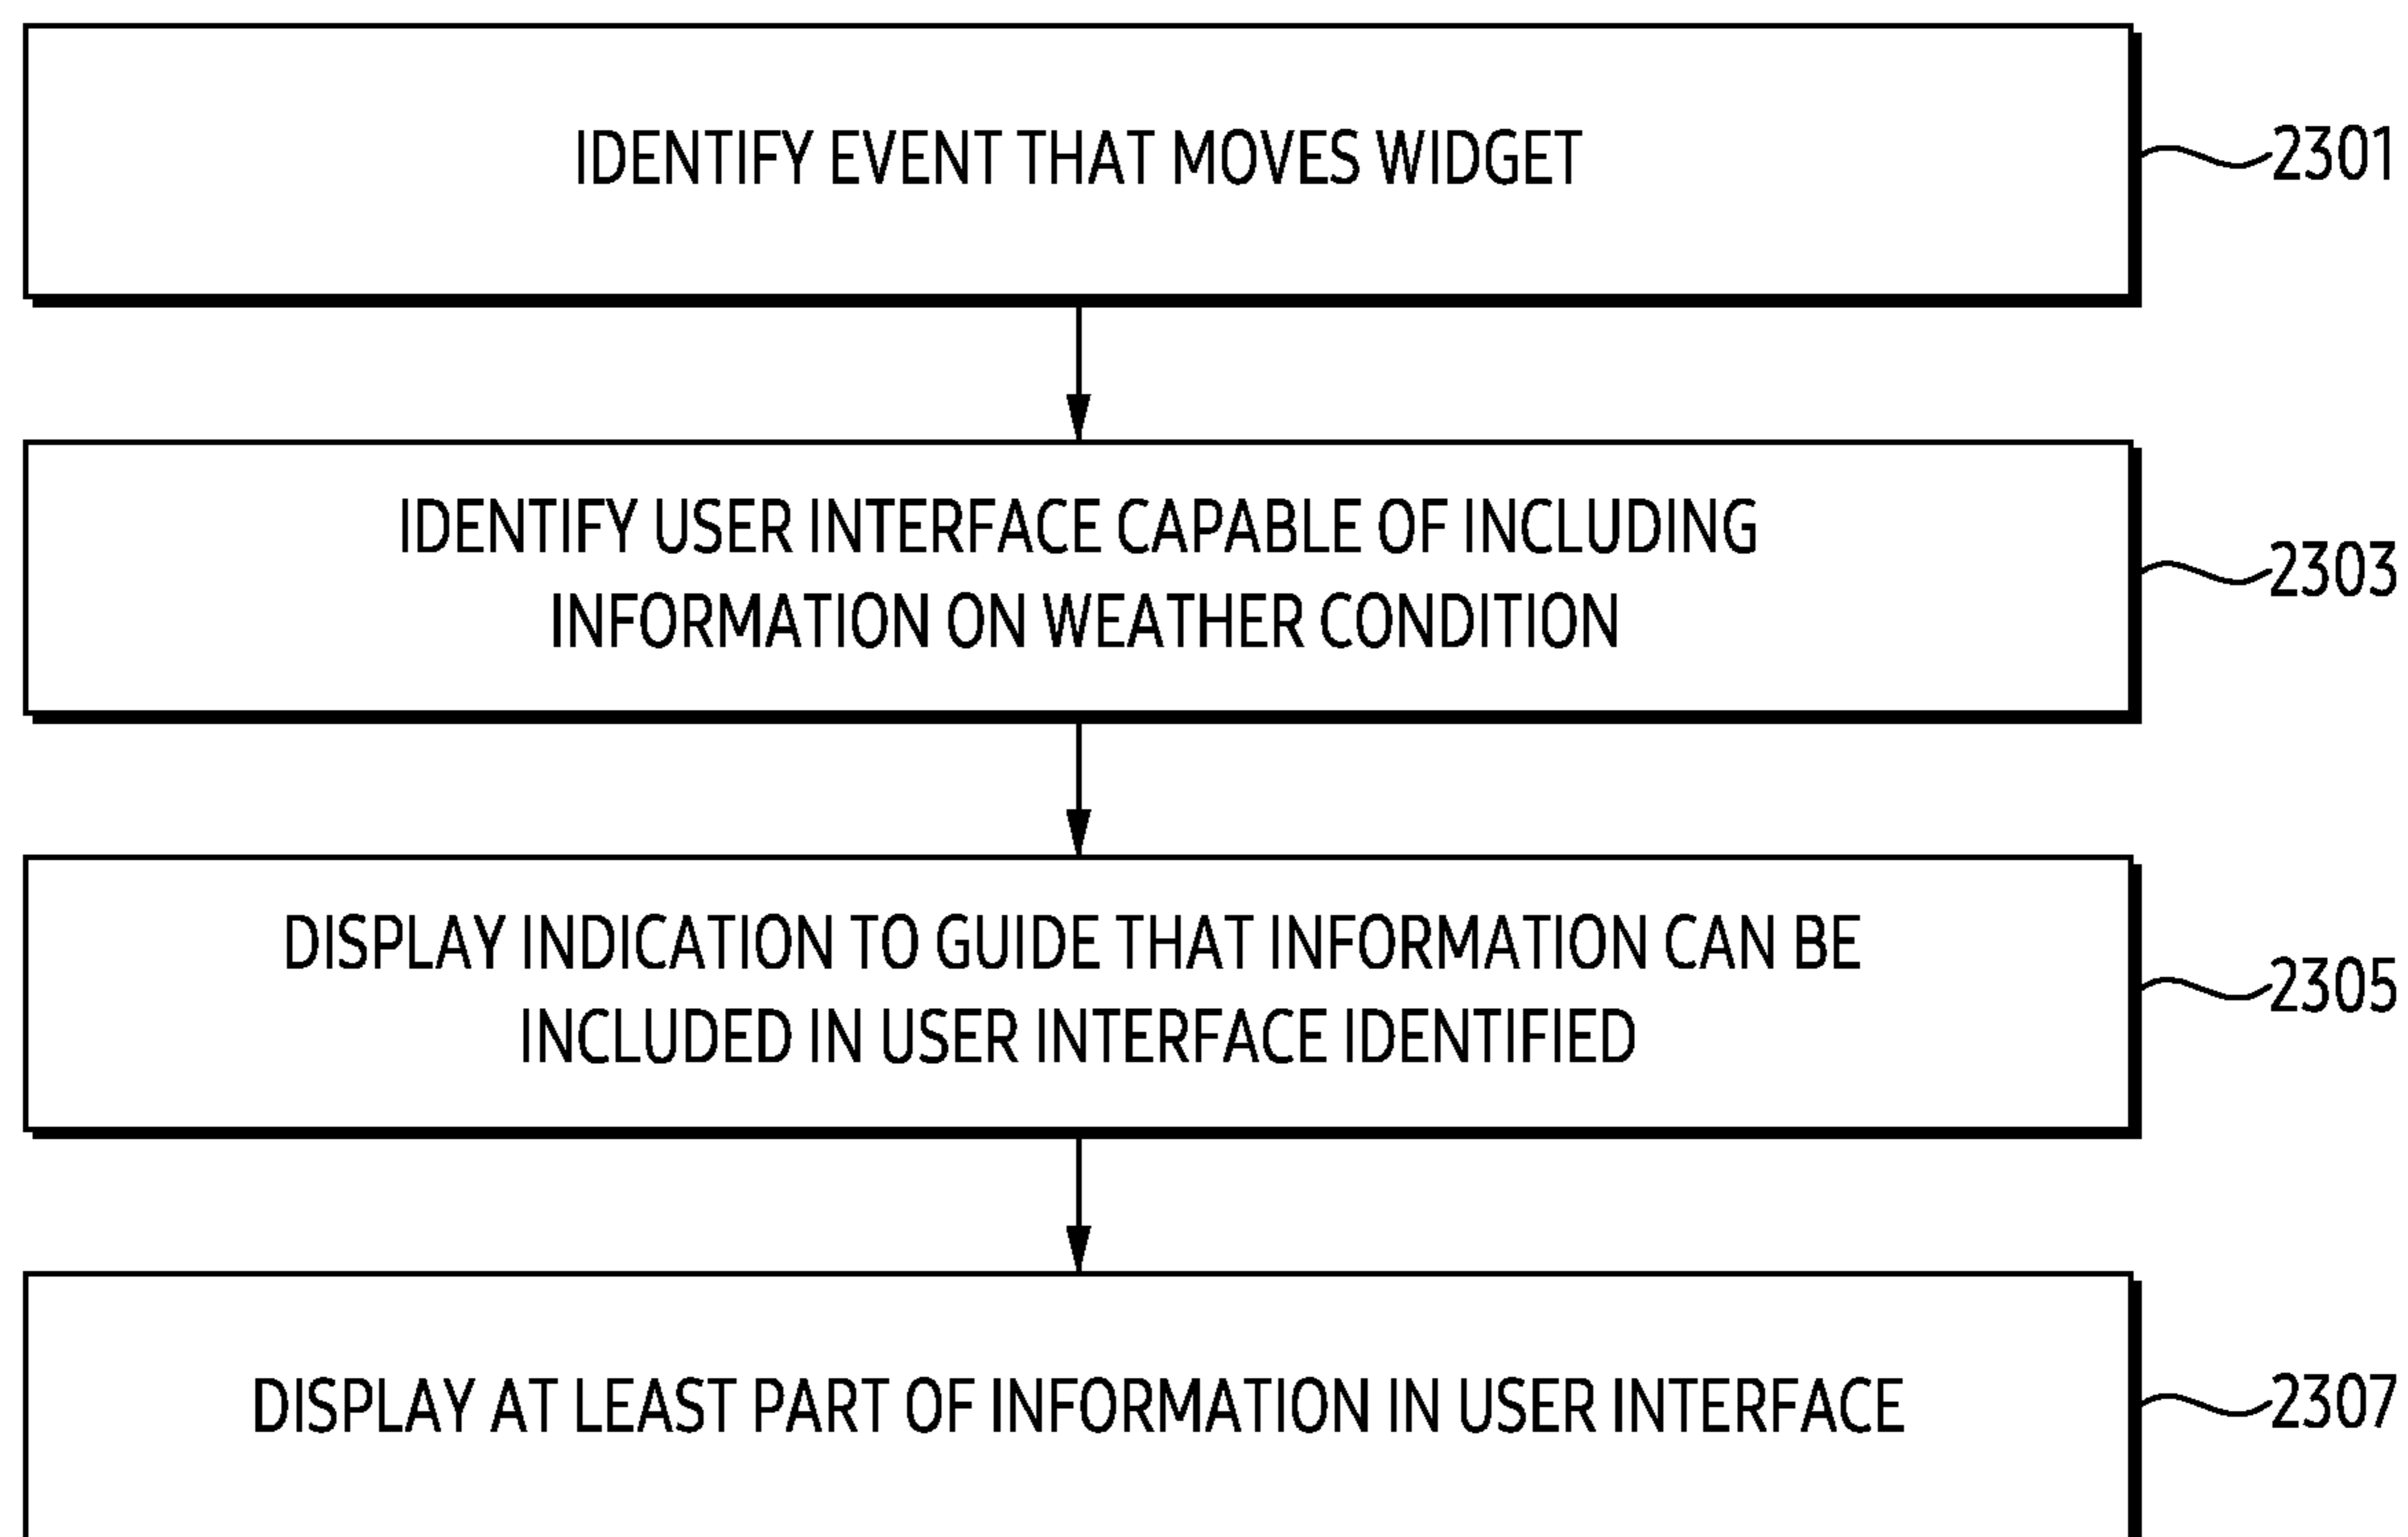 IDENTIFY EVENT THAT MOVES WIDGET
2301
IDENTIFY USER INTERFACE CAPABLE OF INCLUDING
INFORMATION ON WEATHER CONDITION
2303
DISPLAY INDICATION TO GUIDE THAT INFORMATION CAN BE
INCLUDED IN USER INTERFACE IDENTIFIED
2305
DISPLAY AT LEAST PART OF INFORMATION IN USER INTERFACE
2307